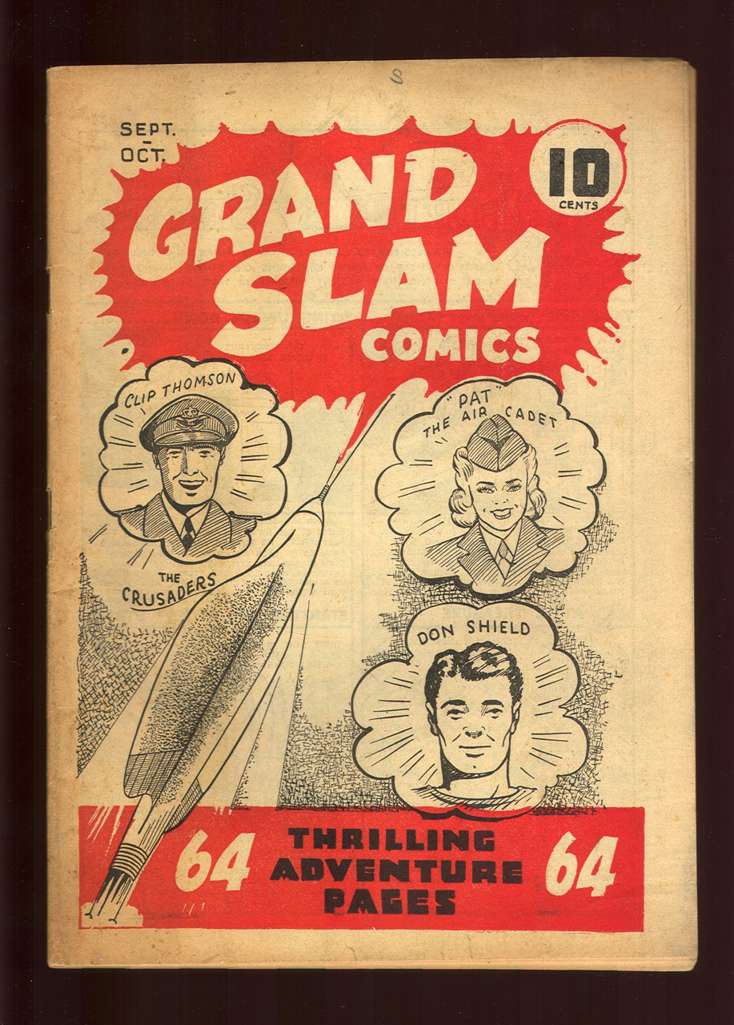 S
SEPT.
-
OCT.
10
CENTS
GRAND
SLAM
COMICS
CLIP THOMSON
THE
CRUSADERS
"PAT"
THE AIR CADET
DON SHIELD
64 THRILLING 64
ADVENTURE
PAGES